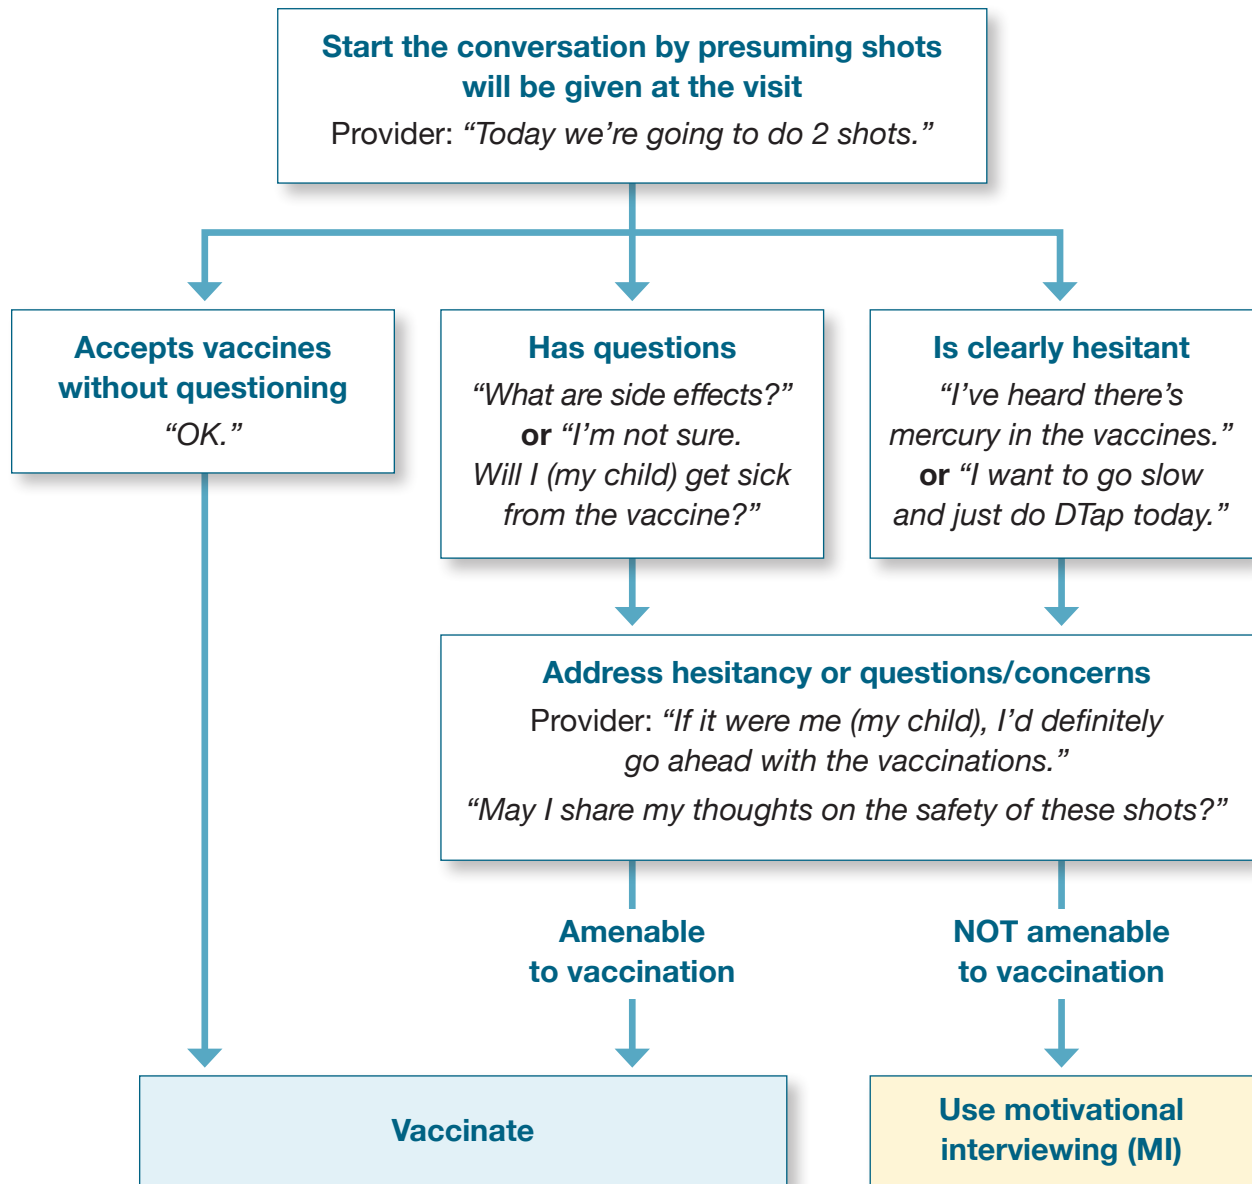 Start the conversation by presuming shots
will be given at the visit
Provider: “Today we’re going to do 2 shots.”
Accepts vaccines
without questioning
“OK.”
Has questions
“What are side effects?”
or “I’m not sure.
Will I (my child) get sick
from the vaccine?”
Is clearly hesitant
“I’ve heard there’s
mercury in the vaccines.”
or “I want to go slow
and just do DTap today.”
Address hesitancy or questions/concerns
Provider: “If it were me (my child), I’d definitely
go ahead with the vaccinations.”
“May I share my thoughts on the safety of these shots?”
Amenable
to vaccination
NOT amenable
to vaccination
Vaccinate
Use motivational
interviewing (MI)